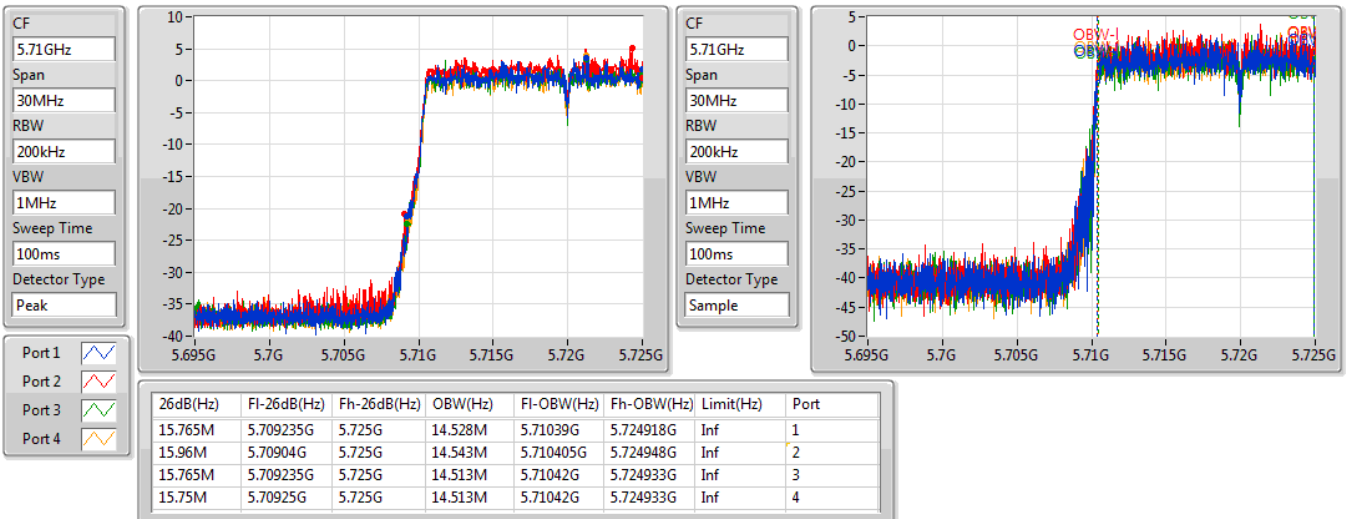 CF
5.71GHz
Span
30MHz
RBW
200kHz
VBW
1MHz
Sweep Time
100ms
Detector Type
Peak
10
5
0
-5
-10
-15
-20
-25
-30
-35
-40
5.695G 5.7G 5.705G 5.71G 5.715G 5.72G 5.725G
CF
5.71GHz
Span
30MHz
RBW
200kHz
VBW
1MHz
Sweep Time
100ms
Detector Type
Sample
5
0
-5
-10
-15
-20
-25
-30
-35
-40
-45
-50
OBW-l
5.695G 5.7G 5.705G 5.71G 5.715G 5.72G 5.725G
Port 1
Port 2
Port 3
Port 4
26dB(Hz) Fl-26dB(Hz) Fh-26dB(Hz) OBW(Hz) Fl-OBW(Hz) Fh-OBW(Hz) Limit(Hz) Port
15.765M 5.709235G 5.725G 14.528M 5.71039G 5.724918G Inf 1
15.96M 5.70904G 5.725G 14.543M 5.710405G 5.724948G Inf 2
15.765M 5.709235G 5.725G 14.513M 5.71042G 5.724933G Inf 3
15.75M 5.70925G 5.725G 14.513M 5.71042G 5.724933G Inf 4